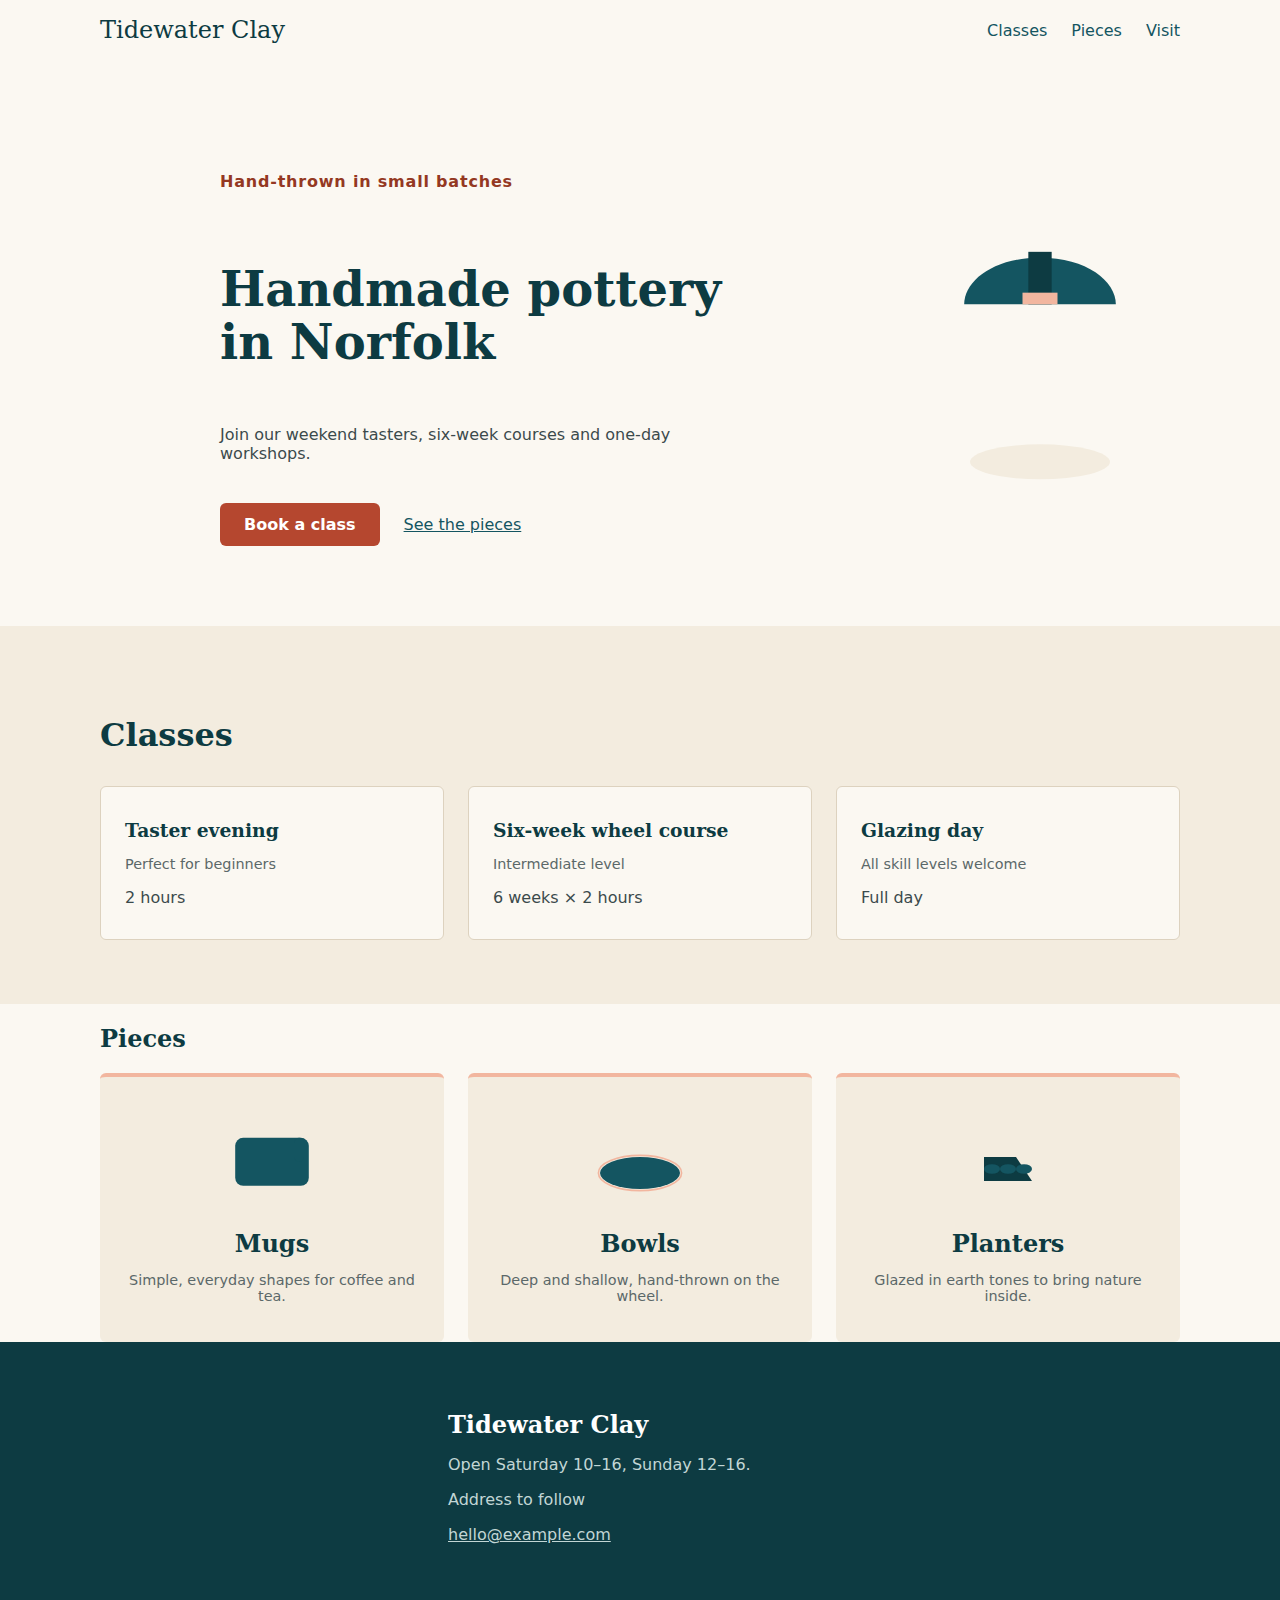 Tidewater Clay
Classes Pieces Visit
Hand-thrown in small batches
Handmade pottery
in Norfolk
Join our weekend tasters, six-week courses and one-day
workshops.
Book a class See the pieces
Classes
Taster evening
Perfect for beginners
2 hours
Six-week wheel course
Intermediate level
6 weeks × 2 hours
Glazing day
All skill levels welcome
Full day
Pieces
Mugs
Simple, everyday shapes for coffee and
tea.
Bowls
Deep and shallow, hand-thrown on the
wheel.
Planters
Glazed in earth tones to bring nature
inside.
Tidewater Clay
Open Saturday 10–16, Sunday 12–16.
Address to follow
hello@example.com